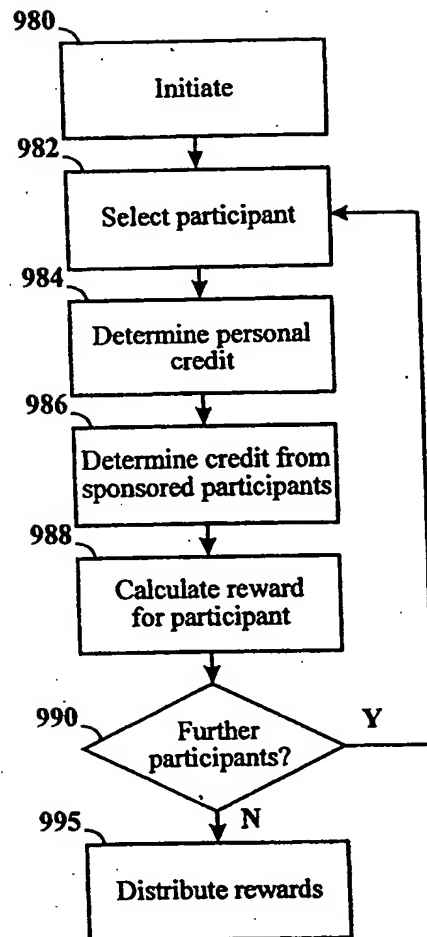 980
Initiate
982
Select participant
984
Determine personal
credit
986
Determine credit from
sponsored participants
988
Calculate reward
for participant
990
Further
participants?
Y
N
995
Distribute rewards